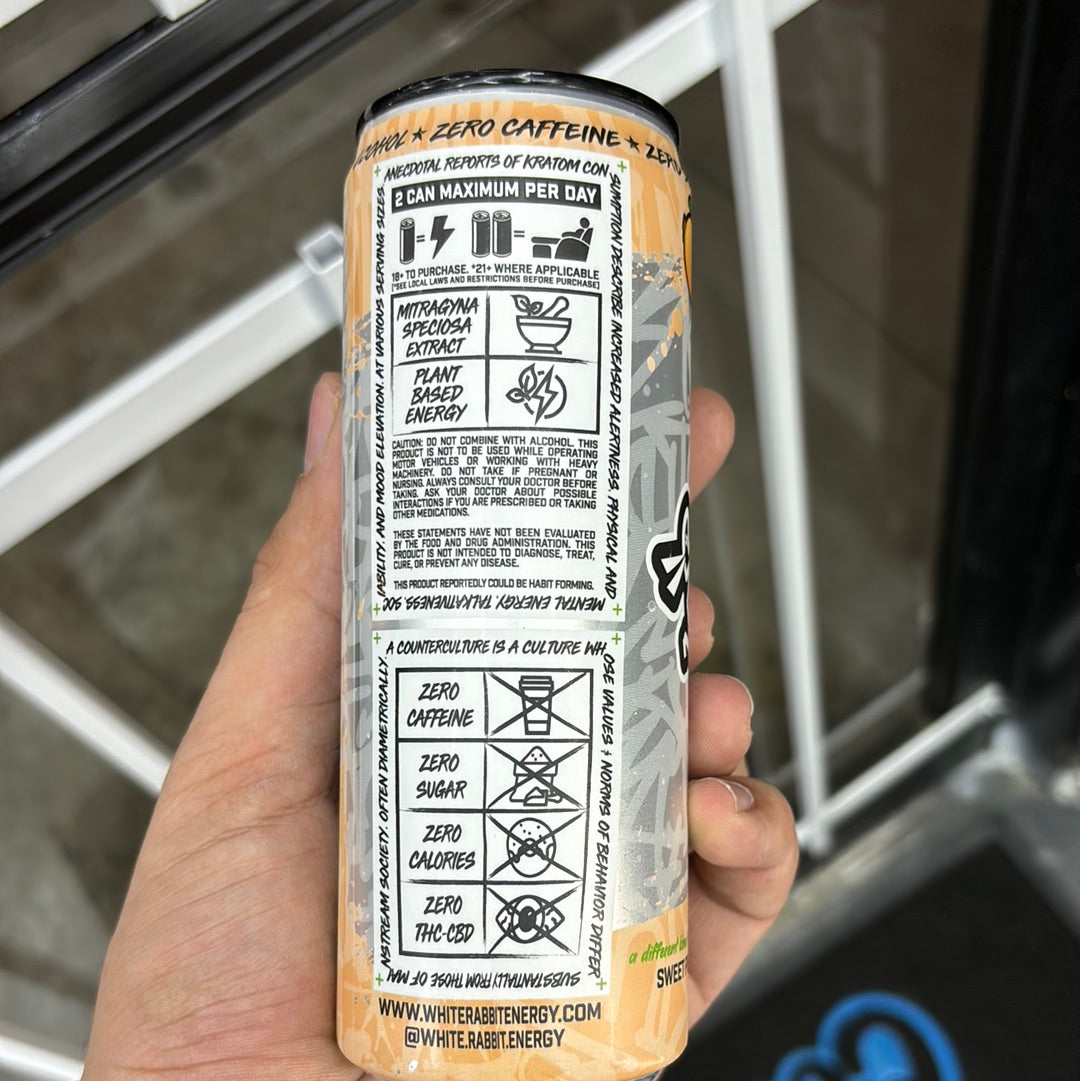 COHOL ★ ZERO CAFFEINE ★ ZERO
ANECDOTAL REPORTS OF KRATOM CON
SUMPTION DESCRIBE INCREASED ALERTNESS, PHYSICAL AND
MENTAL ENERGY, TALKATIVENESS, SOC
IABILITY, AND MOOD ELEVATION. AT VARIOUS SERVING SIZES.
2 CAN MAXIMUM PER DAY
= =
18+ TO PURCHASE. *21+ WHERE APPLICABLE
(*SEE LOCAL LAWS AND RESTRICTIONS BEFORE PURCHASE)
MITRAGYNA
SPECIOSA
EXTRACT
PLANT
BASED
ENERGY
CAUTION: DO NOT COMBINE WITH ALCOHOL. THIS
PRODUCT IS NOT TO BE USED WHILE OPERATING
MOTOR VEHICLES OR WORKING WITH HEAVY
MACHINERY. DO NOT TAKE IF PREGNANT OR
NURSING. ALWAYS CONSULT YOUR DOCTOR BEFORE
TAKING. ASK YOUR DOCTOR ABOUT POSSIBLE
INTERACTIONS IF YOU ARE PRESCRIBED OR TAKING
OTHER MEDICATIONS.
THESE STATEMENTS HAVE NOT BEEN EVALUATED
BY THE FOOD AND DRUG ADMINISTRATION. THIS
PRODUCT IS NOT INTENDED TO DIAGNOSE, TREAT,
CURE, OR PREVENT ANY DISEASE.
THIS PRODUCT REPORTEDLY COULD BE HABIT FORMING.
A COUNTERCULTURE IS A CULTURE WH
OSE VALUES & NORMS OF BEHAVIOR DIFFER
SUBSTANTIALLY FROM THOSE OF MAI
NSTREAM SOCIETY. OFTEN DIAMETRICALLY.
ZERO
CAFFEINE
ZERO
SUGAR
ZERO
CALORIES
ZERO
THC-CBD
a different
SWEET
WWW.WHITERABBITENERGY.COM
@WHITE.RABBIT.ENERGY